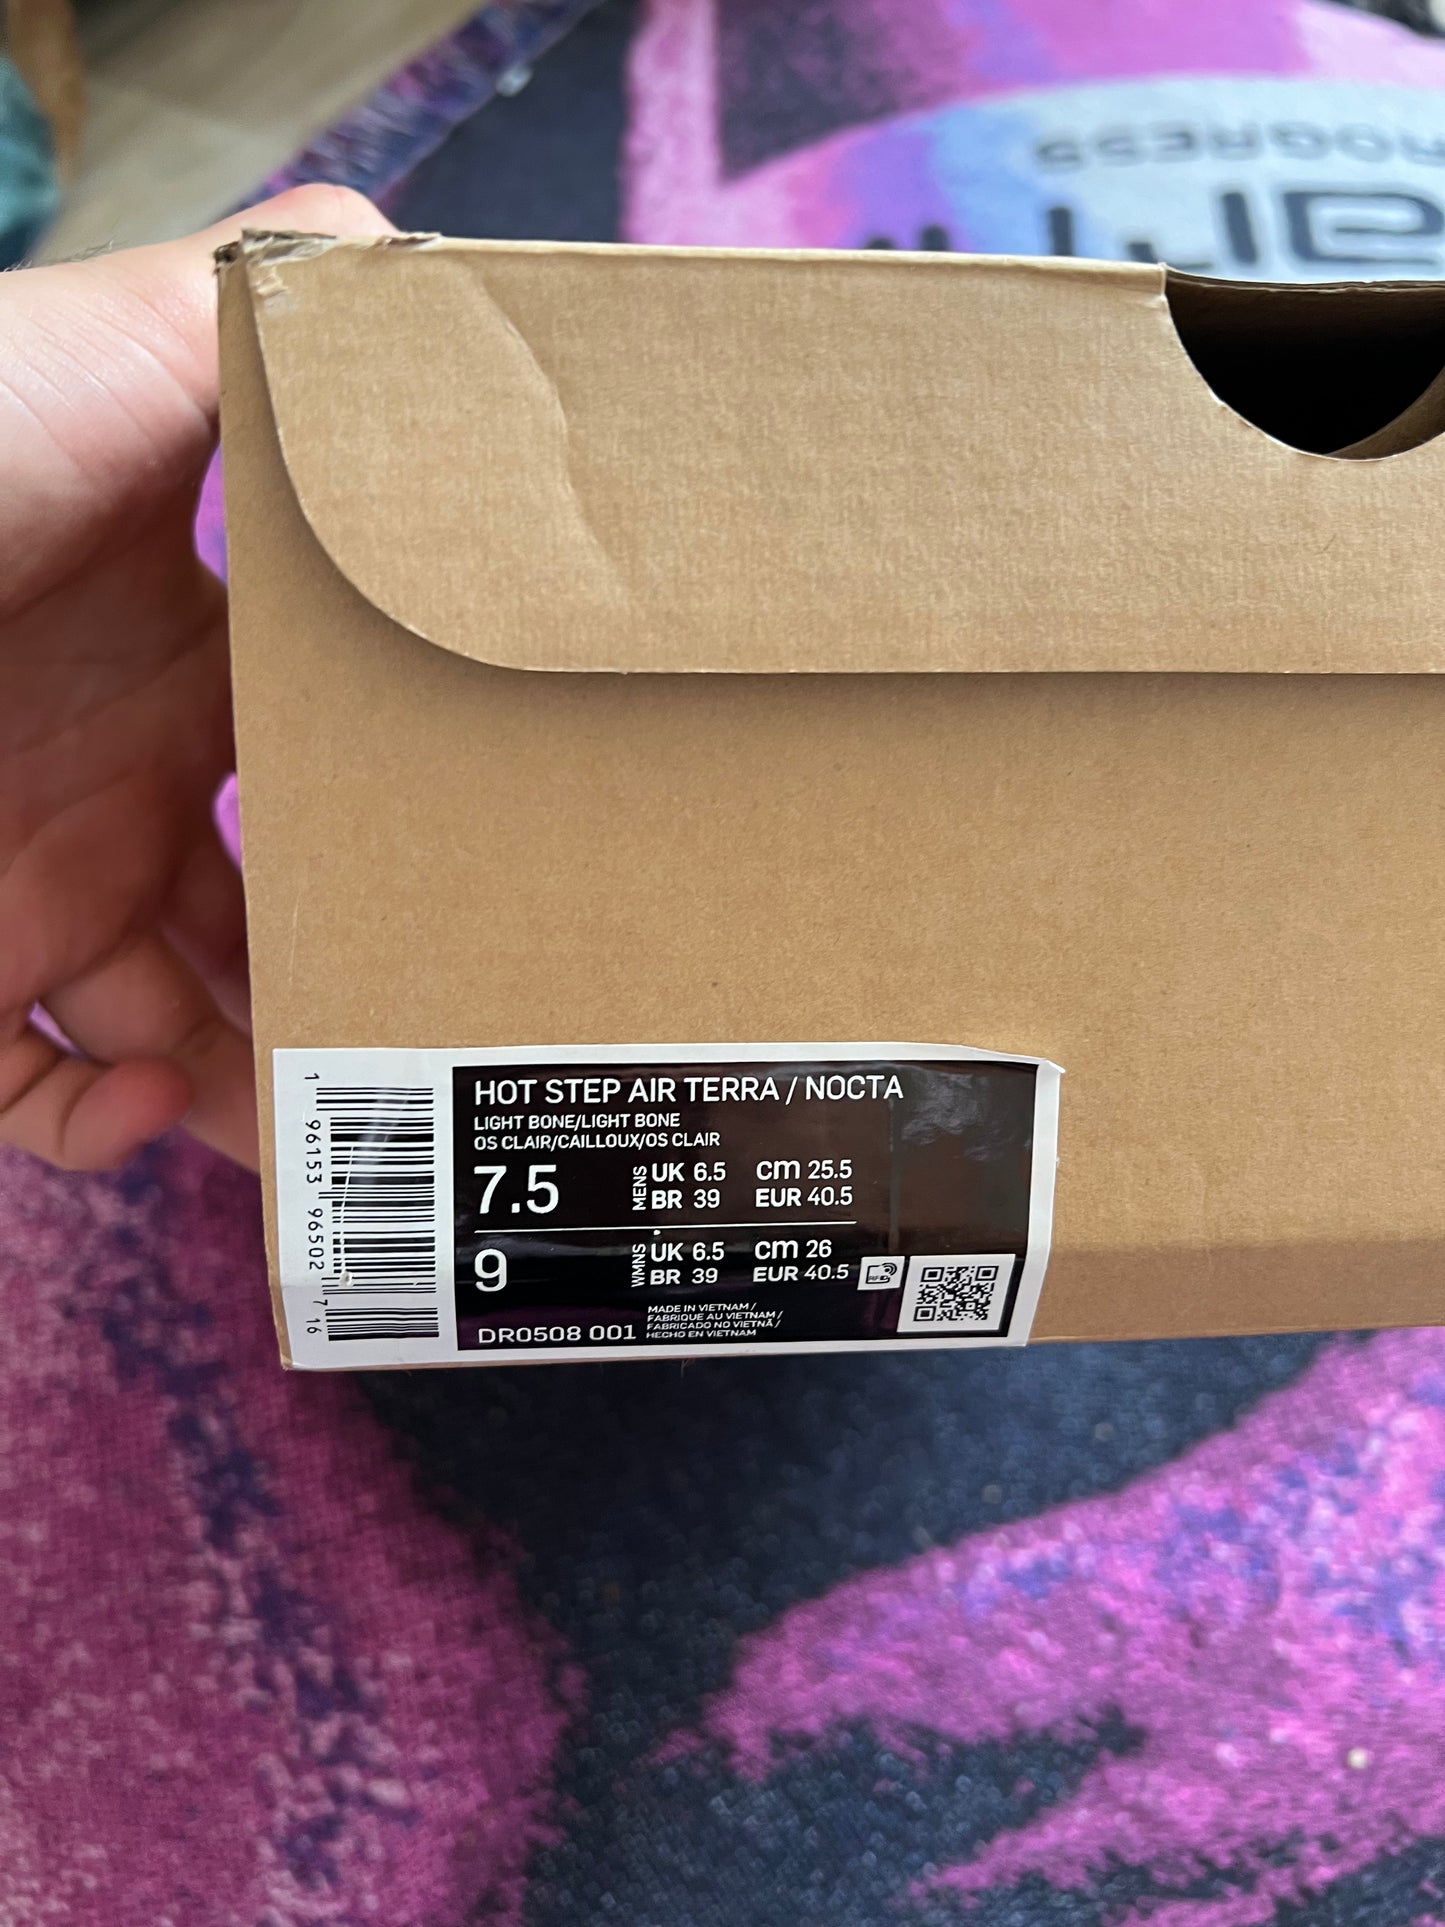 ROGRESS
HOT STEP AIR TERRA / NOCTA
LIGHT BONE/LIGHT BONE
OS CLAIR/CAILLOUX/OS CLAIR
7.5 MENS UK 6.5 CM 25.5
BR 39 EUR 40.5
9 WMNS UK 6.5 CM 26
BR 39 EUR 40.5
RFID
DR0508 001
MADE IN VIETNAM /
FABRIQUE AU VIETNAM /
FABRICADO NO VIETNÃ /
HECHO EN VIETNAM
1 96153 96502 7 16